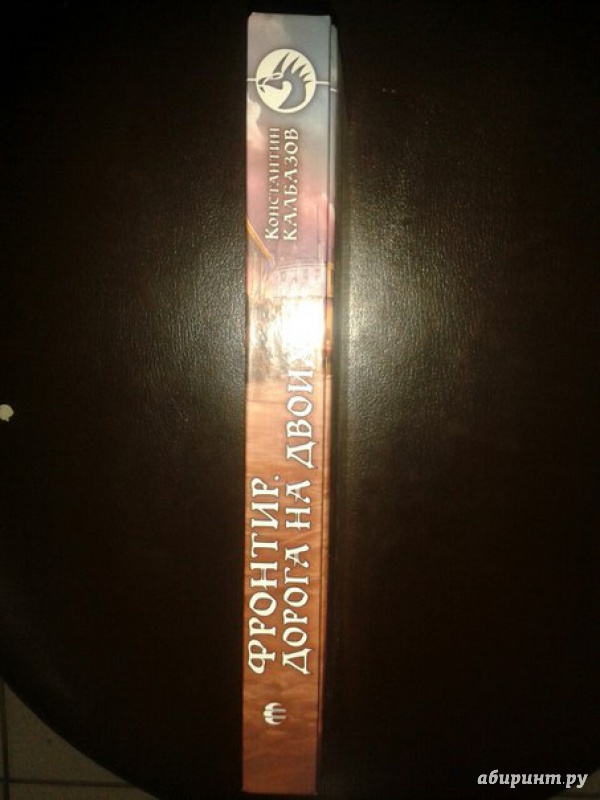 Константин
КАЛБАЗОВ
ФРОНТИР.
ДОРОГА НА ДВОИХ
абиринт.ру